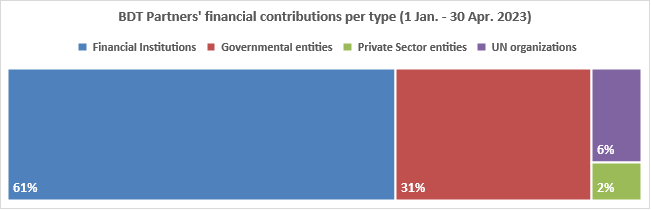 BDT Partners' financial contributions per type (1 Jan. - 30 Apr. 2023)
Financial Institutions Governmental entities Private Sector entities UN organizations
6%
61% 31% 2%